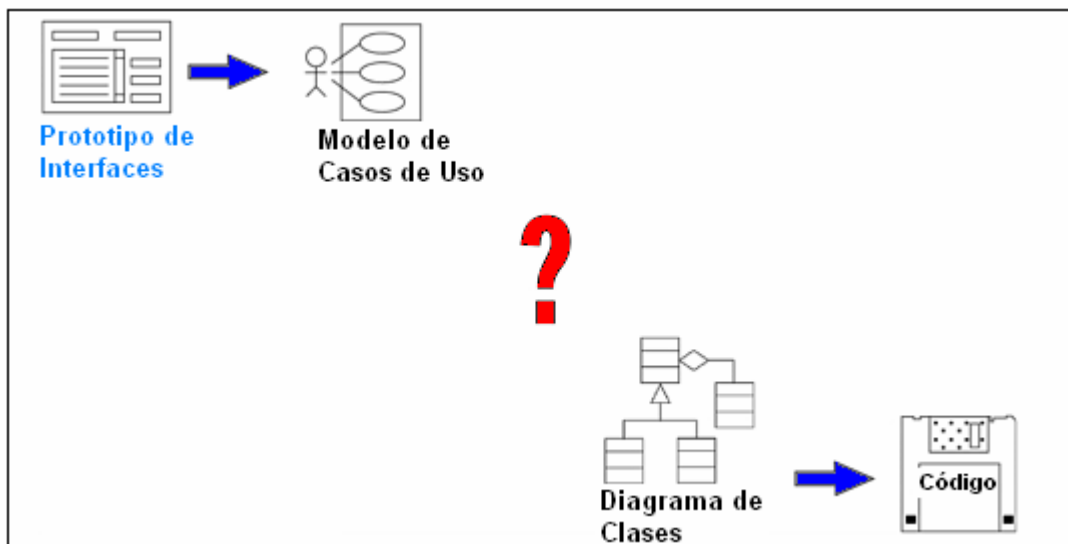 Prototipo de
Interfaces
Modelo de
Casos de Uso
?
Diagrama de
Clases
Código